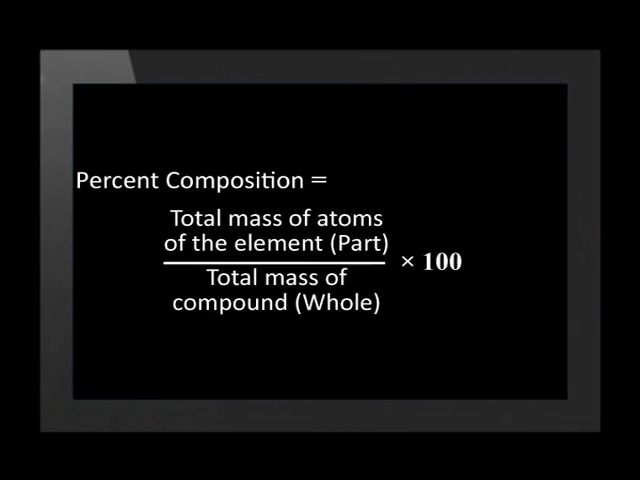 Percent Composition =
Total mass of atoms
of the element (Part)
× 100
Total mass of
compound (Whole)